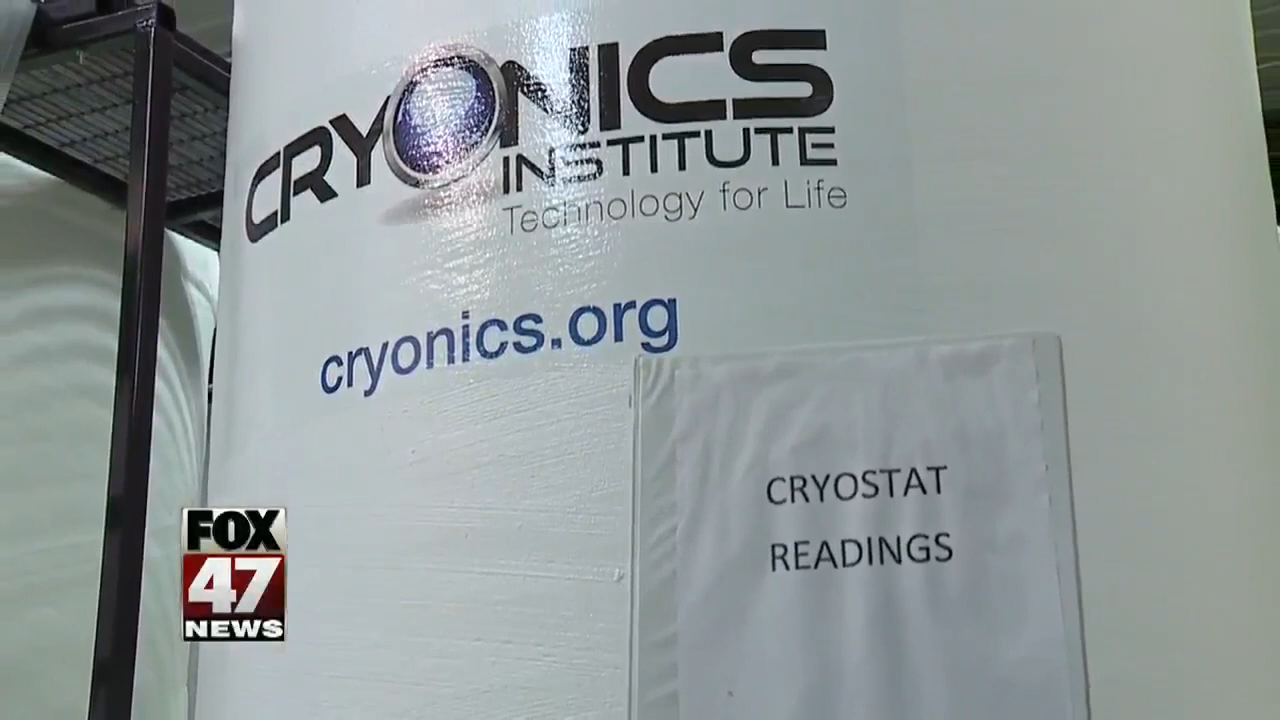 CRYONICS
INSTITUTE
Technology for Life
cryonics.org
CRYOSTAT
READINGS
FOX
47
NEWS